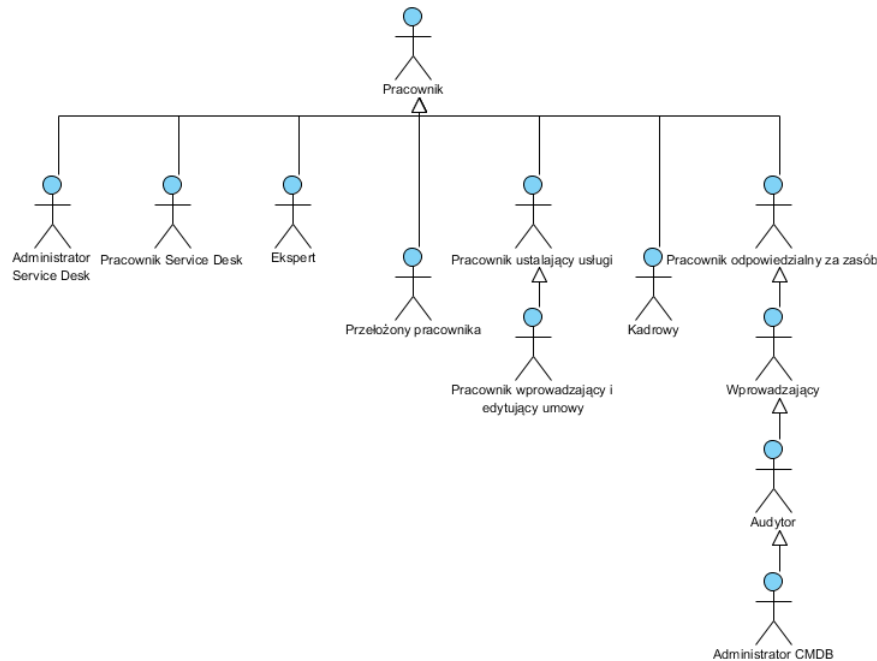 Pracownik
Administrator
Service Desk
Pracownik Service Desk
Ekspert
Pracownik ustalający usługi
Pracownik odpowiedzialny za zasób
Przełożony pracownika
Kadrowy
Pracownik wprowadzający i
edytujący umowy
Wprowadzający
Audytor
Administrator CMDB